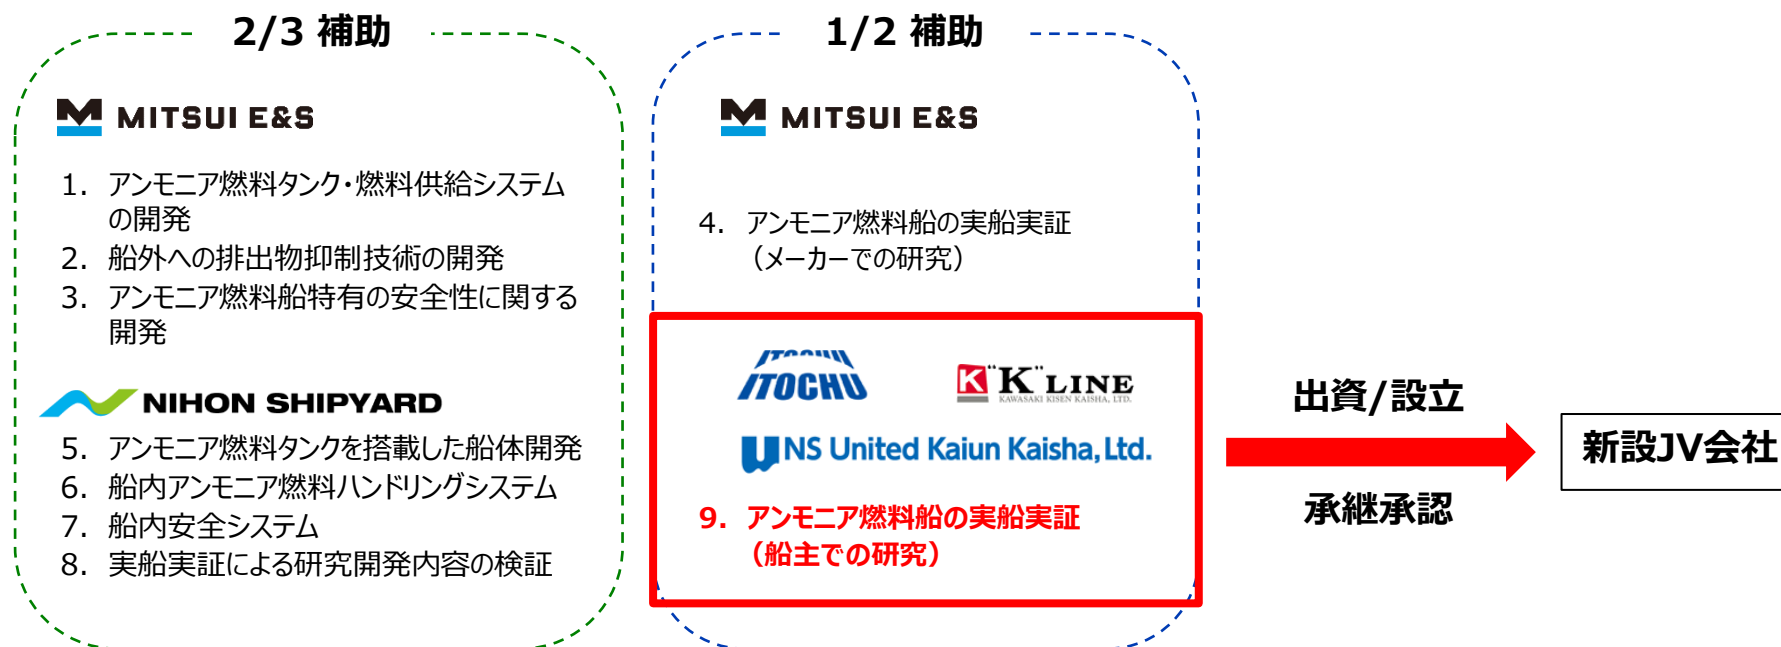 2/3 補助
MITSUI E&S
1. アンモニア燃料タンク・燃料供給システム
の開発
2. 船外への排出物抑制技術の開発
3. アンモニア燃料船特有の安全性に関する
開発
NIHON SHIPYARD
5. アンモニア燃料タンクを搭載した船体開発
6. 船内アンモニア燃料ハンドリングシステム
7. 船内安全システム
8. 実船実証による研究開発内容の検証
1/2 補助
MITSUI E&S
4. アンモニア燃料船の実船実証
（メーカーでの研究）
ITOCHU
ITOCHU
K "K" LINE
KAWASAKI KISEN KAISHA, LTD.
NS United Kaiun Kaisha, Ltd.
9. アンモニア燃料船の実船実証
（船主での研究）
出資/設立
承継承認
新設JV会社